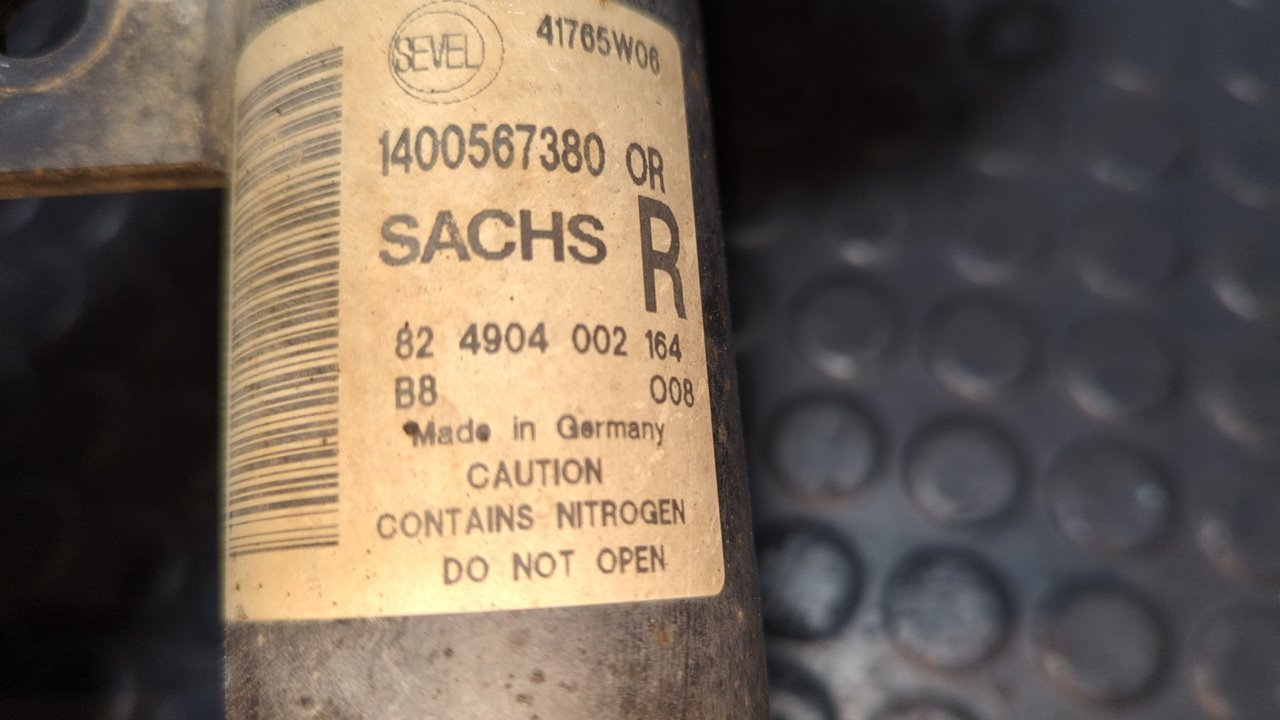 SEVEL 41765W06
1400567380 OR
SACHS R
82 4904 002 164
B8 008
Made in Germany
CAUTION
CONTAINS NITROGEN
DO NOT OPEN